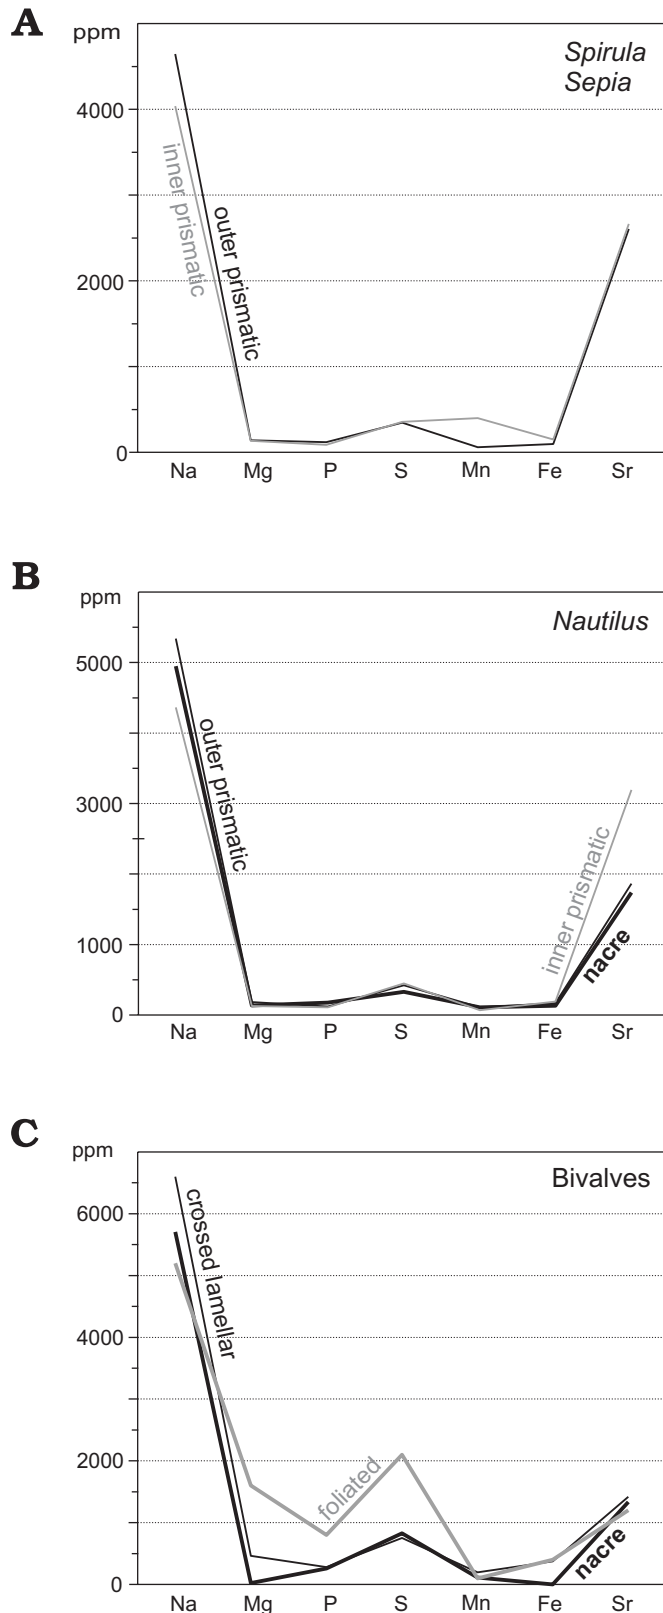 A
ppm
Spirula
Sepia
4000
inner prismatic
outer prismatic
2000
0
Na Mg P S Mn Fe Sr
B
ppm
Nautilus
5000
outer prismatic
3000
inner prismatic
nacre
1000
0
Na Mg P S Mn Fe Sr
C
ppm
Bivalves
6000
crossed lamellar
4000
2000
foliated
nacre
0
Na Mg P S Mn Fe Sr